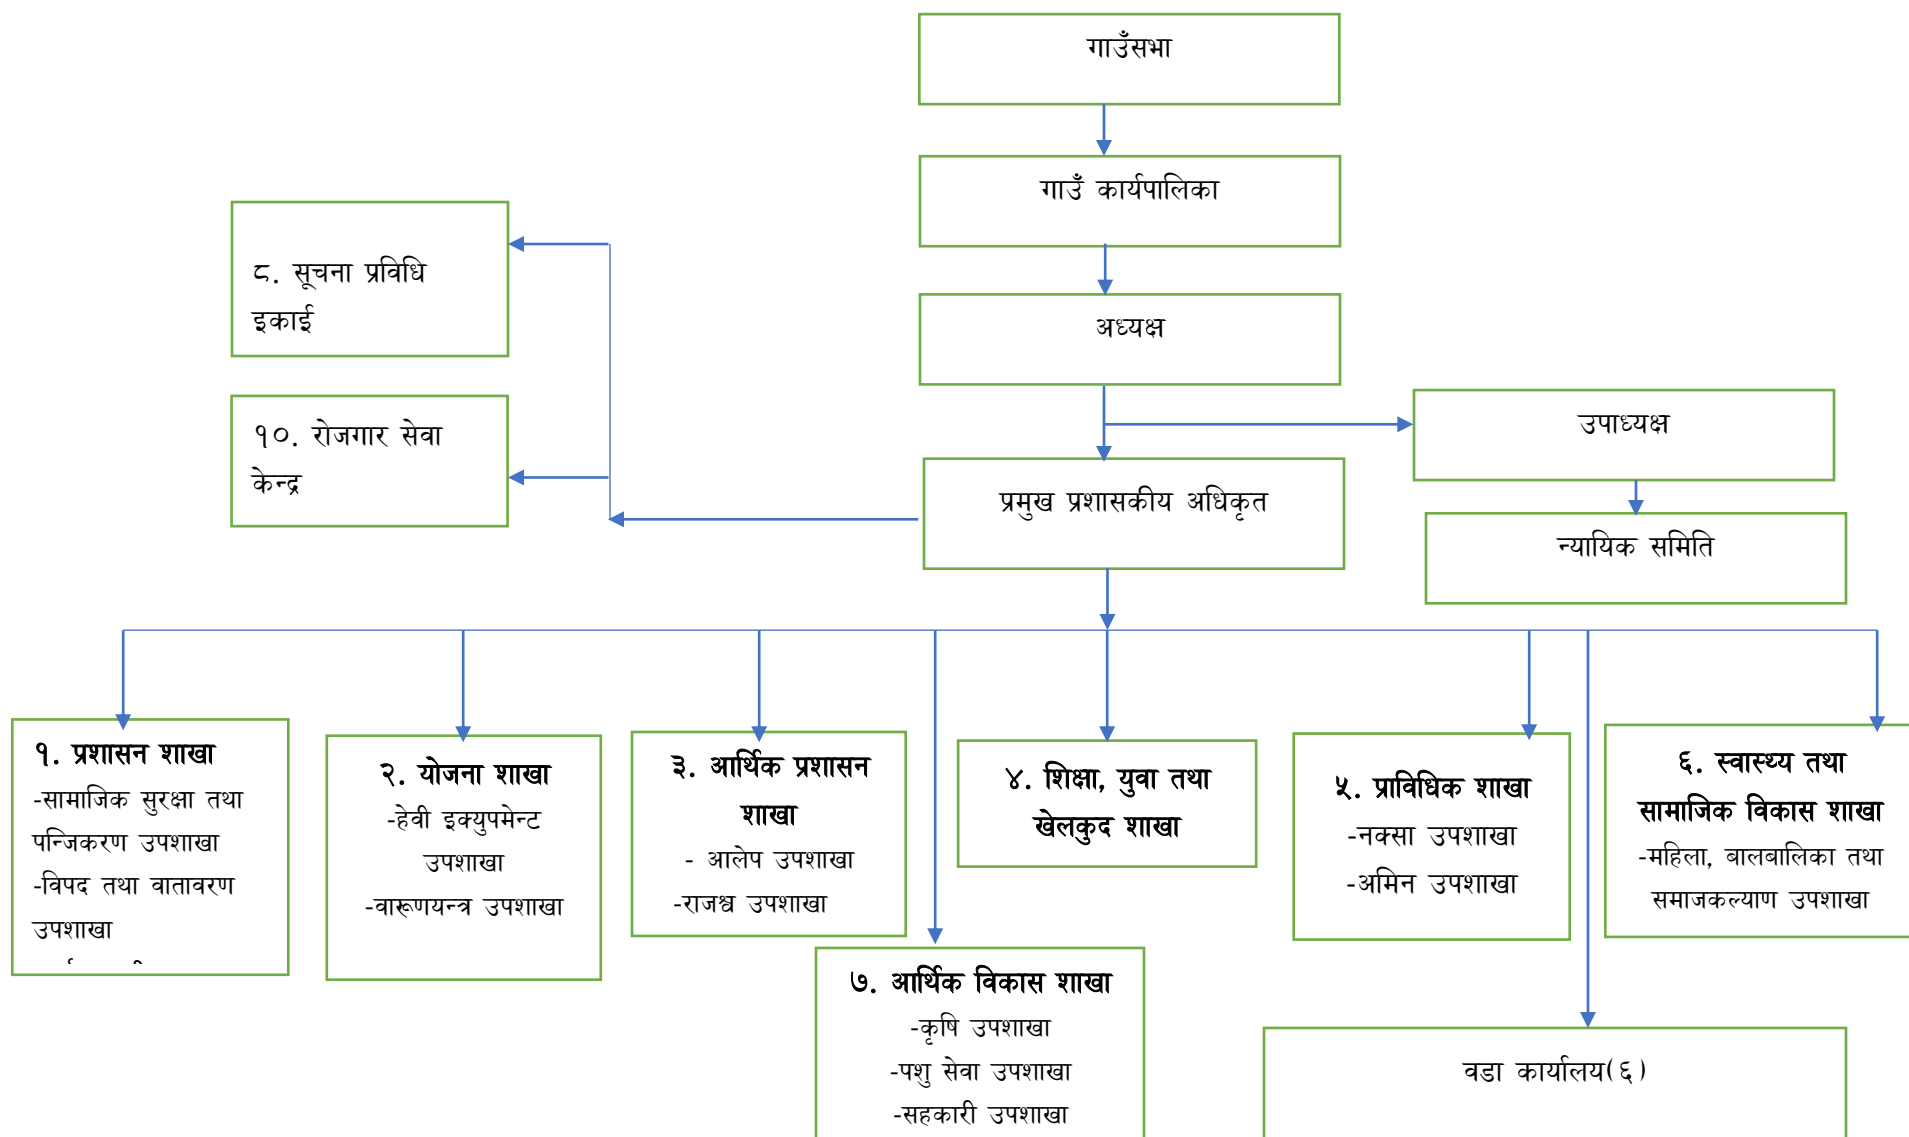 गाउँसभा
गाउँ कार्यपालिका
अध्यक्ष
उपाध्यक्ष
न्यायिक समिति
प्रमुख प्रशासकीय अधिकृत
८. सूचना प्रविधि
इकाई
१०. रोजगार सेवा
केन्द्र
१. प्रशासन शाखा
-सामाजिक सुरक्षा तथा
पन्जिकरण उपशाखा
-विपद तथा वातावरण
उपशाखा
२. योजना शाखा
-हेवी इक्युपमेन्ट
उपशाखा
-वारूणयन्त्र उपशाखा
३. आर्थिक प्रशासन
शाखा
- आलेप उपशाखा
-राजश्व उपशाखा
४. शिक्षा, युवा तथा
खेलकुद शाखा
५. प्राविधिक शाखा
-नक्सा उपशाखा
-अमिन उपशाखा
६. स्वास्थ्य तथा
सामाजिक विकास शाखा
-महिला, बालबालिका तथा
समाजकल्याण उपशाखा
७. आर्थिक विकास शाखा
-कृषि उपशाखा
-पशु सेवा उपशाखा
-सहकारी उपशाखा
वडा कार्यालय(६)